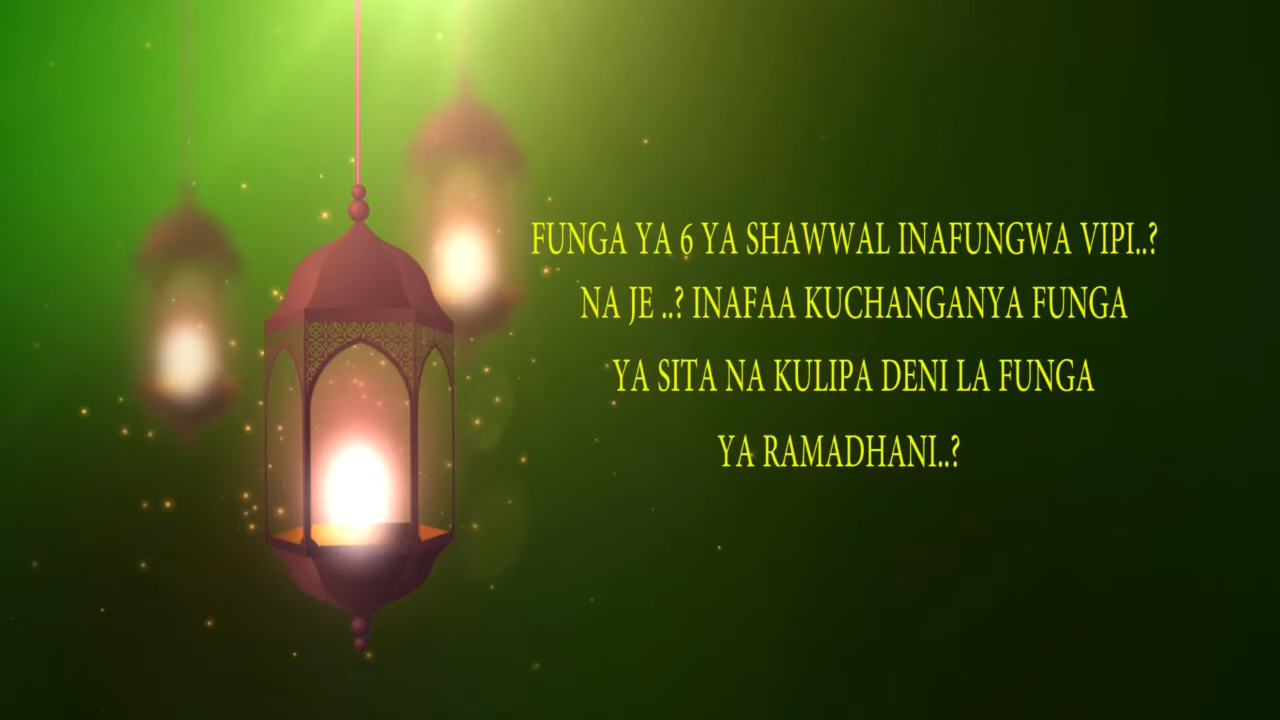 FUNGA YA 6 YA SHAWWAL INAFUNGWA VIPI..?
NA JE ..? INAFAA KUCHANGANYA FUNGA
YA SITA NA KULIPA DENI LA FUNGA
YA RAMADHANI..?